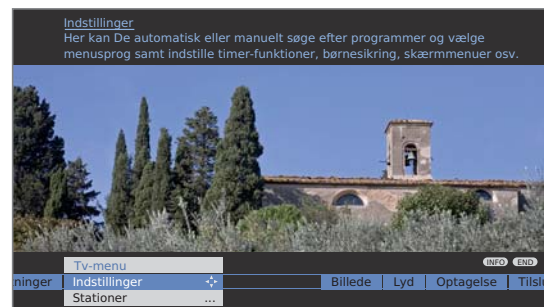 Indstillinger
Her kan De automatisk eller manuelt søge efter programmer og vælge
menusprog samt indstille timer-funktioner, børnesikring, skærmmenuer osv.
INFO END
Tv-menu
ninger Indstillinger Billede Lyd Optagelse Tilslu
Stationer ...